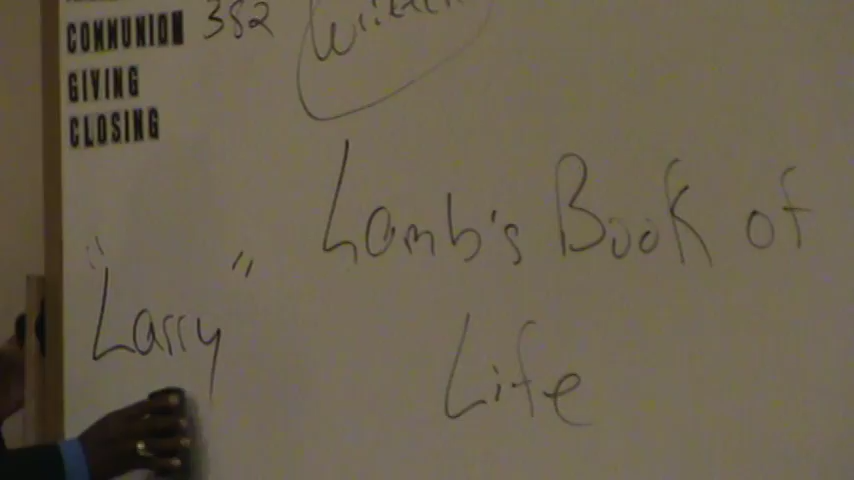 COMMUNION 382
GIVING
CLOSING
Lamb's Book of
Life
"Larry"